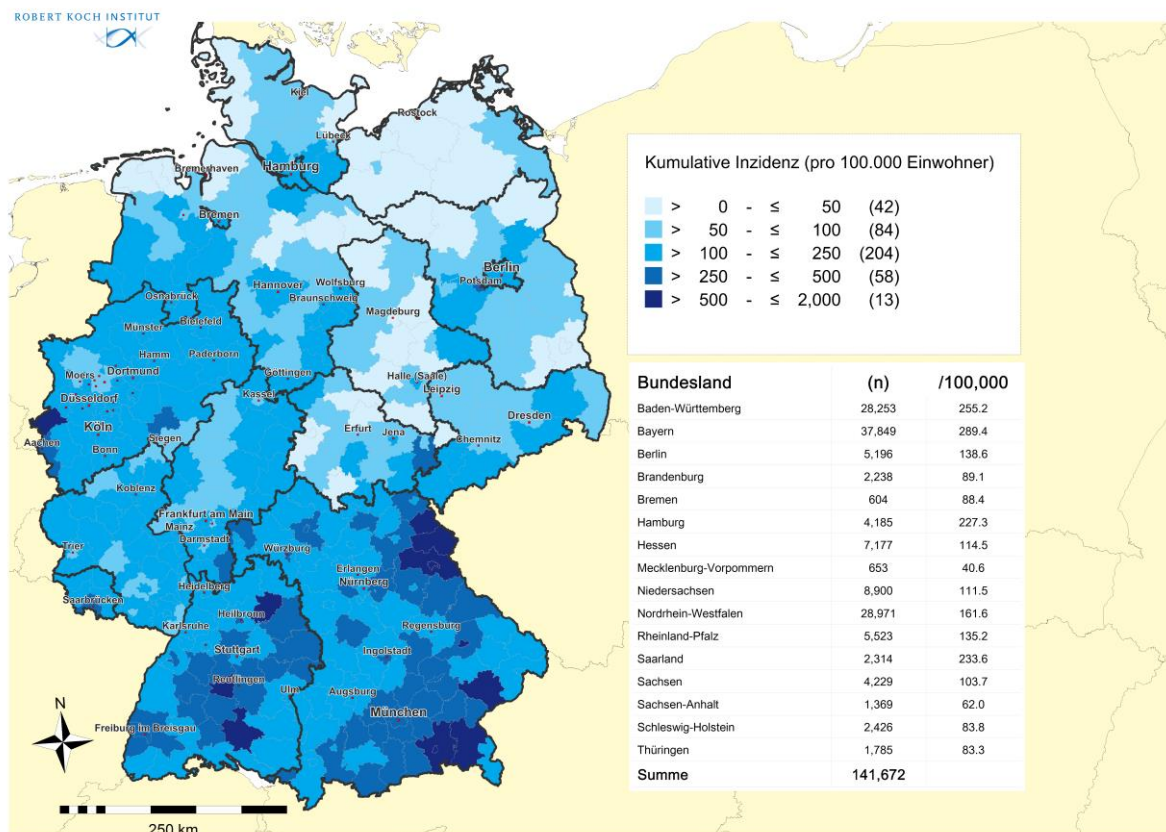 ROBERT KOCH INSTITUT
Kiel
Rostock
Lübeck
Bremerhaven
Hamburg
Bremen
Berlin
Potsdam
Hannover
Wolfsburg
Braunschweig
Osnabrück
Magdeburg
Münster
Bielefeld
Hamm
Paderborn
Moers
Dortmund
Göttingen
Halle (Saale)
Leipzig
Düsseldorf
Kassel
Dresden
Köln
Erfurt
Jena
Chemnitz
Aachen
Siegen
Bonn
Koblenz
Frankfurt am Main
Mainz
Darmstadt
Trier
Würzburg
Erlangen
Nürnberg
Heidelberg
Saarbrücken
Heilbronn
Karlsruhe
Regensburg
Stuttgart
Ingolstadt
Reutlingen
Ulm
Augsburg
München
Freiburg im Breisgau
N
250 km
Kumulative Inzidenz (pro 100.000 Einwohner)
> 0 - ≤ 50 (42)
> 50 - ≤ 100 (84)
> 100 - ≤ 250 (204)
> 250 - ≤ 500 (58)
> 500 - ≤ 2,000 (13)
Bundesland (n) /100,000
Baden-Württemberg 28,253 255.2
Bayern 37,849 289.4
Berlin 5,196 138.6
Brandenburg 2,238 89.1
Bremen 604 88.4
Hamburg 4,185 227.3
Hessen 7,177 114.5
Mecklenburg-Vorpommern 653 40.6
Niedersachsen 8,900 111.5
Nordrhein-Westfalen 28,971 161.6
Rheinland-Pfalz 5,523 135.2
Saarland 2,314 233.6
Sachsen 4,229 103.7
Sachsen-Anhalt 1,369 62.0
Schleswig-Holstein 2,426 83.8
Thüringen 1,785 83.3
Summe 141,672